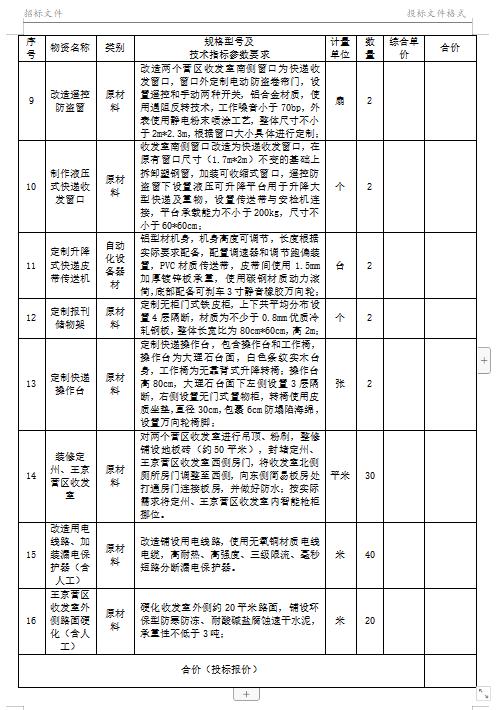 招标文件 投标文件格式
序号 物资名称 类别 规格型号及技术指标参数要求 计量单位 数量 综合单价 合价
9 改造遥控防盗窗 原材料 改造两个营区收发室南侧窗口为快递收发窗口，窗口外定制电动防盗卷帘门，设置遥控和手动两种开关，铝合金材质，使用遇阻反转技术，工作噪音小于70bp，外表使用静电粉末喷涂工艺，整体尺寸不小于2m*2.3m，根据窗口大小具体进行定制； 扇 2
10 制作液压式快递收发窗口 原材料 收发室南侧窗口改造为快递收发窗口，在原有窗口尺寸（1.7m*2m）不变的基础上拆卸塑钢窗，加装可收缩式窗口，遥控防盗窗下设置液压可升降平台用于升降大型快递及重物，设置传送带与安检机连接，平台承载能力不小于200kg，尺寸不小于60*60cm； 个 2
11 定制升降式快递皮带传送机 自动化设备器材 铝型材机身，机身高度可调节，长度根据实际要求配备，配置调速器和调节跑偏装置，PVC材质传送带，皮带间使用1.5mm加厚镀锌板承重，使用碳钢材质动力滚筒，底部配备可刹车3寸静音橡胶万向轮； 台 2
12 定制报刊储物架 原材料 定制无柜门式铁皮柜，上下共平均分布设置4层隔断，材质为不少于0.8mm优质冷轧钢板，整体长宽比为80cm*60cm，高2m； 个 2
13 定制快递操作台 原材料 定制快递操作台，包含操作台和工作椅，操作台为大理石台面，白色条纹实木台身，工作椅为无靠背式升降转椅；操作台高80cm，大理石台面下左侧设置3层隔断，右侧设置无门式置物柜，转椅使用皮质坐垫，直径30cm，包裹6cm防塌陷海绵，设置万向轮椅脚； 张 2
14 装修定州、王京营区收发室 原材料 对两个营区收发室进行吊顶、粉刷，整修铺设地板砖（约50平米），封堵定州、王京营区收发室西侧房门，将收发室北侧厕所房门调整至西侧，向东侧简易板房处打通房门连接板房，并做好防水；按实际需求将定州、王京营区收发室内智能枪柜挪位。 平米 30
15 改造用电线路、加装漏电保护器（含人工） 原材料 改造铺设用电线路，使用无氧铜材质电线电缆，高耐热、高强度、三级限流、毫秒短路分断漏电保护器。 米 40
16 王京营区收发室外侧路面硬化（含人工） 原材料 硬化收发室外侧约20平米路面，铺设环保型防寒防冻、耐酸碱盐腐蚀速干水泥，承重性不低于3吨； 米 20
合价（投标报价）